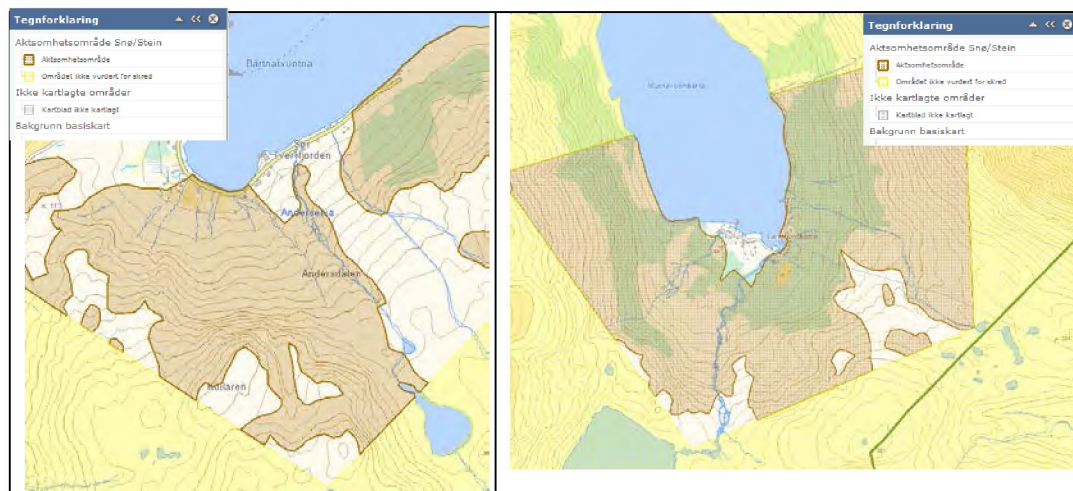 Tegnforklaring
Aktsomhetsområde Snø/Stein
Aktsomhetsområde
Området ikke vurdert for skred
Ikke kartlagte områder
Kartblad ikke kartlagt
Bakgrunn basiskart
Sør
Tverrfjorden
Anderselva
Andersdalen
Tegnforklaring
Aktsomhetsområde Snø/Stein
Aktsomhetsområde
Området ikke vurdert for skred
Ikke kartlagte områder
Kartblad ikke kartlagt
Bakgrunn basiskart